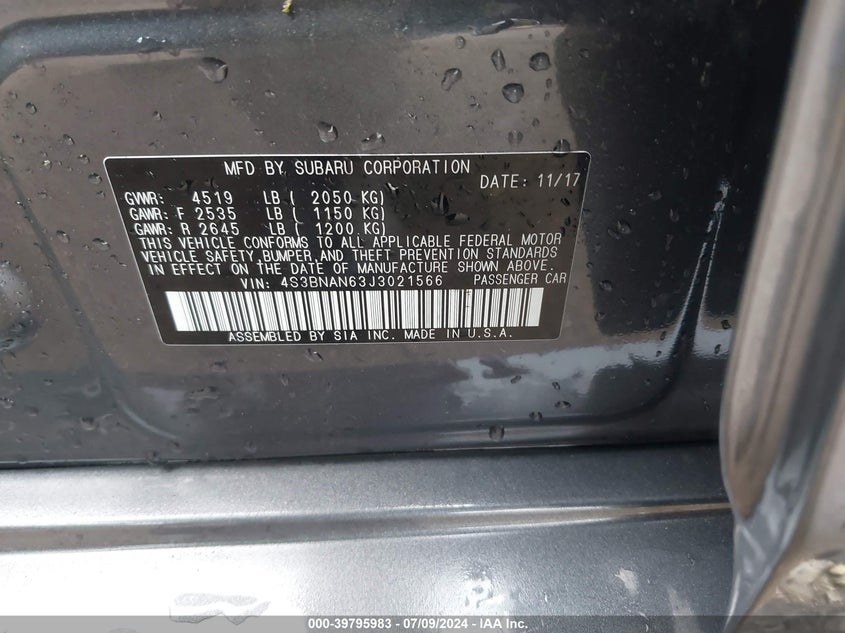 MFD BY SUBARU CORPORATION
DATE: 11/17
GVWR: 4519 LB ( 2050 KG)
GAWR: F 2535 LB ( 1150 KG)
GAWR: R 2645 LB ( 1200 KG)
THIS VEHICLE CONFORMS TO ALL APPLICABLE FEDERAL MOTOR
VEHICLE SAFETY, BUMPER, AND THEFT PREVENTION STANDARDS
IN EFFECT ON THE DATE OF MANUFACTURE SHOWN ABOVE.
VIN: 4S3BNAN63J3021566 PASSENGER CAR
ASSEMBLED BY SIA INC. MADE IN U.S.A.
000-39795983 - 07/09/2024 - IAA Inc.